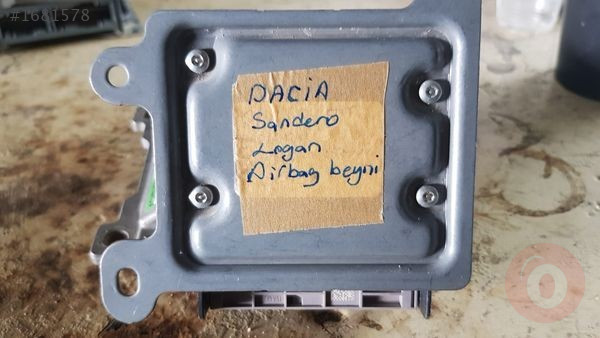 #1681578
DACIA
Sandero
Logan
Airbag beyni